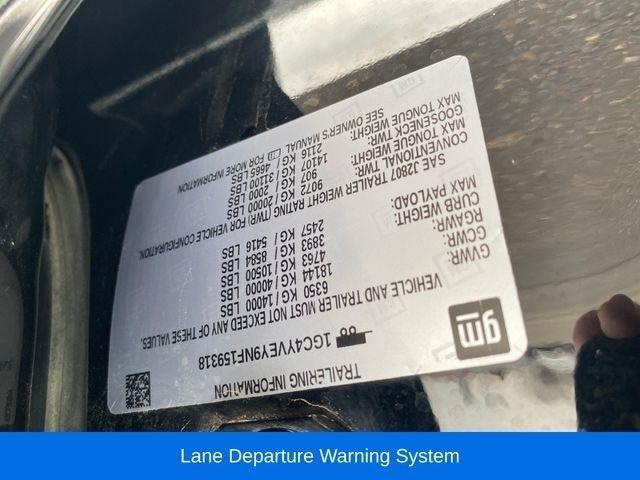 TRAILERING INFORMATION
1GC4YVEY9NF159318
gm
VEHICLE AND TRAILER MUST NOT EXCEED ANY OF THESE VALUES.
GVWR: 6350 KG / 14000 LBS
GCWR: 18144 KG / 40000 LBS
RGAWR: 4763 KG / 10500 LBS
CURB WEIGHT: 3893 KG / 8584 LBS
MAX PAYLOAD: 2457 KG / 5416 LBS
SAE J2807 TRAILER WEIGHT RATING (TWR) FOR VEHICLE CONFIGURATION.
CONVENTIONAL TWR: 9072 KG / 20000 LBS
MAX TONGUE WEIGHT: 907 KG / 2000 LBS
GOOSENECK TWR: 14107 KG / 31100 LBS
MAX TONGUE WEIGHT: 2116 KG / 4665 LBS
SEE OWNER'S MANUAL FOR MORE INFORMATION
Lane Departure Warning System